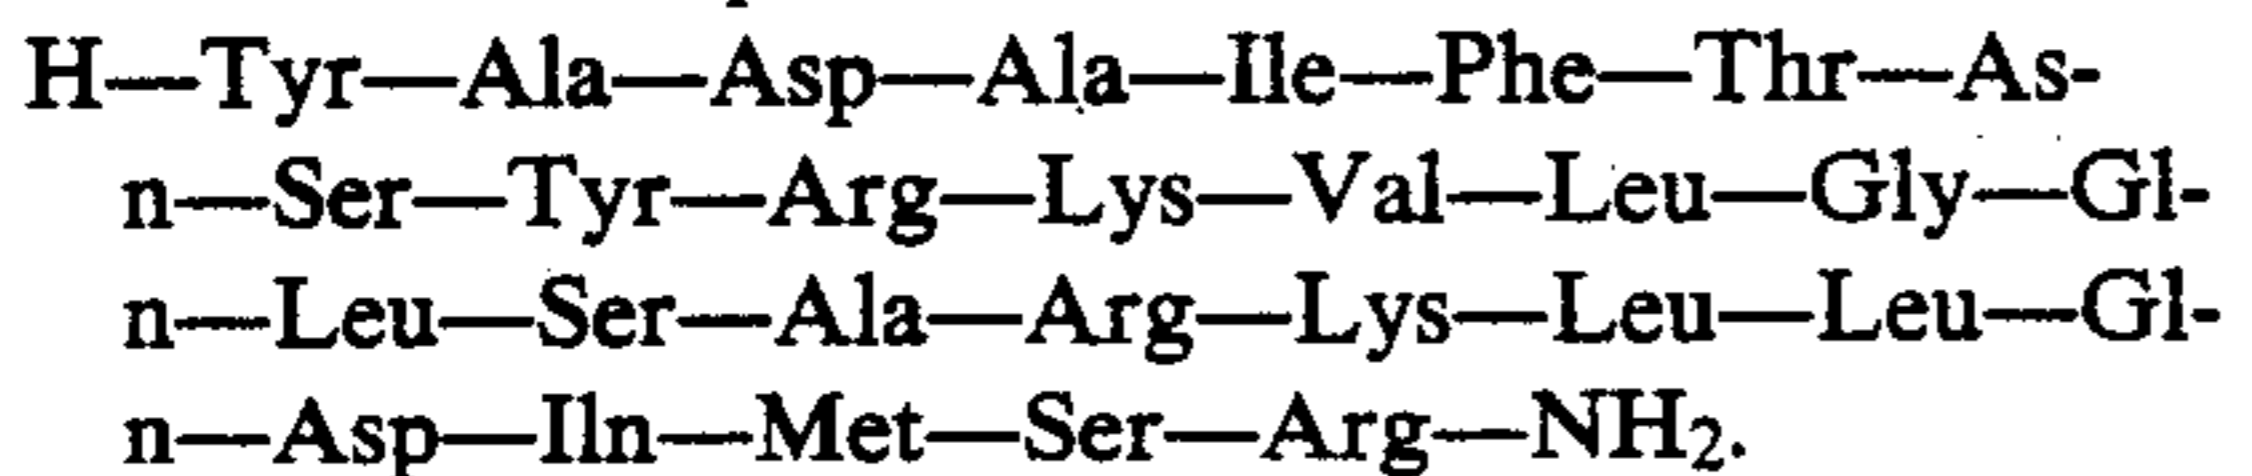 H—Tyr—Ala—Asp—Ala—Ile—Phe—Thr—As-
n—Ser—Tyr—Arg—Lys—Val—Leu—Gly—Gl-
n—Leu—Ser—Ala—Arg—Lys—Leu—Leu—Gl-
n—Asp—Iln—Met—Ser—Arg—NH₂.